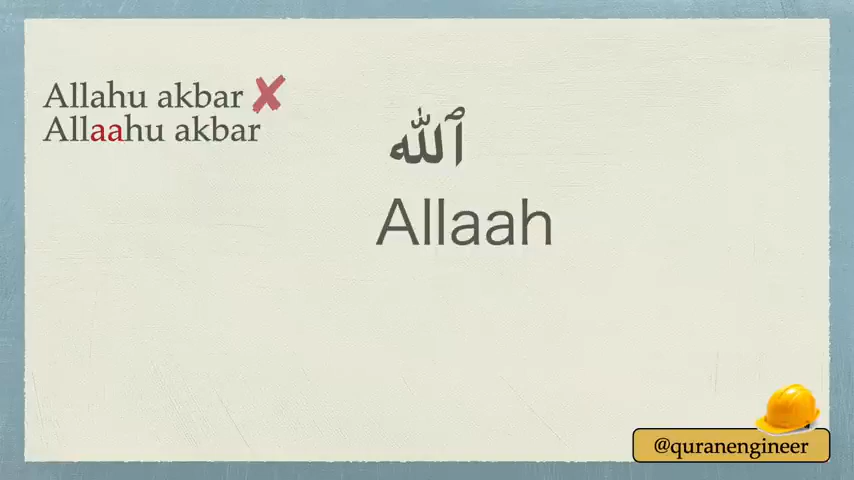 Allahu akbar ✘
Allaahu akbar
ٱللَّه
Allaah
@quranengineer